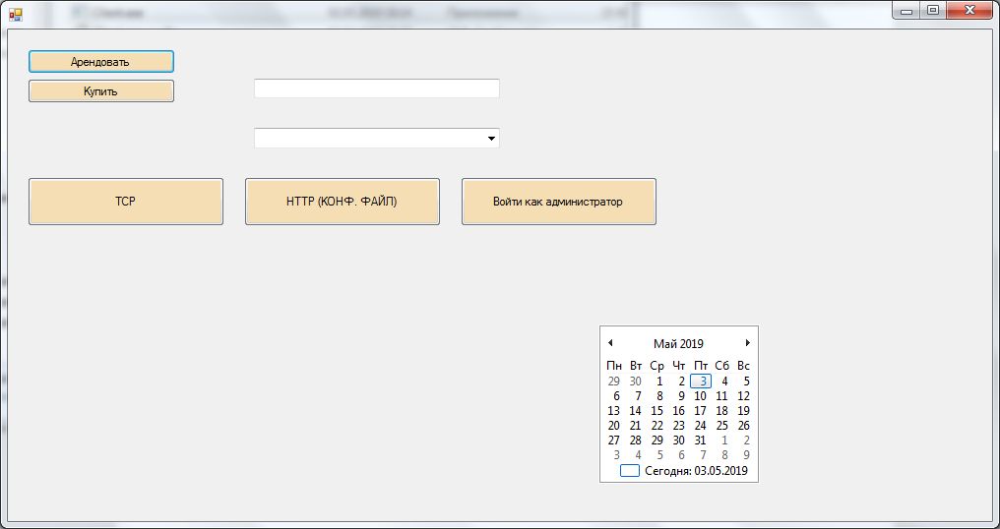 Арендовать
Купить
TCP
HTTP (КОНФ. ФАЙЛ)
Войти как администратор
Май 2019
Пн Вт Ср Чт Пт Сб Вс
29 30 1 2 3 4 5
6 7 8 9 10 11 12
13 14 15 16 17 18 19
20 21 22 23 24 25 26
27 28 29 30 31 1 2
3 4 5 6 7 8 9
Сегодня: 03.05.2019